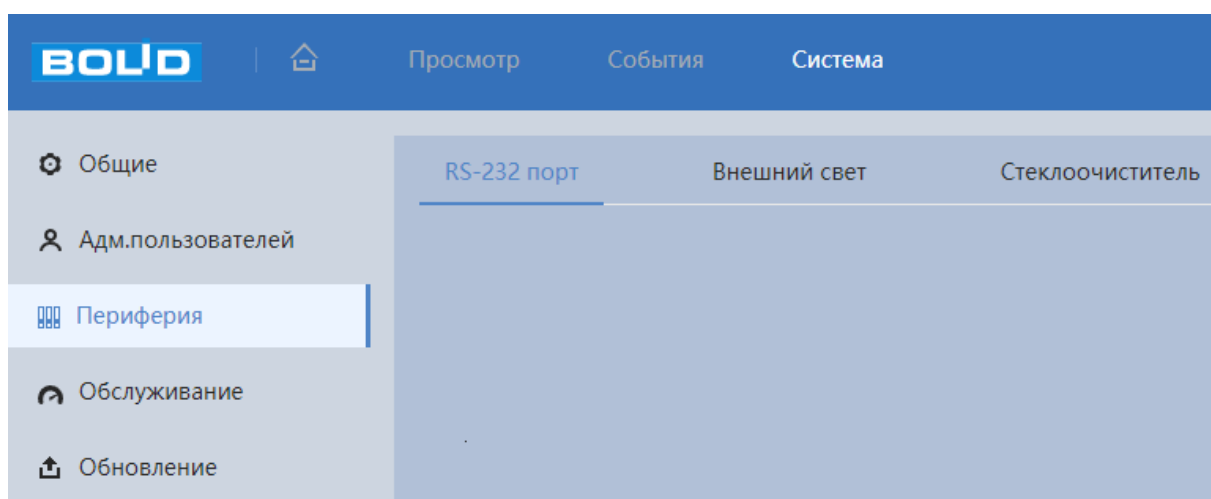 BOLID
Просмотр События Система
Общие
RS-232 порт Внешний свет Стеклоочиститель
Адм.пользователей
Периферия
Обслуживание
Обновление